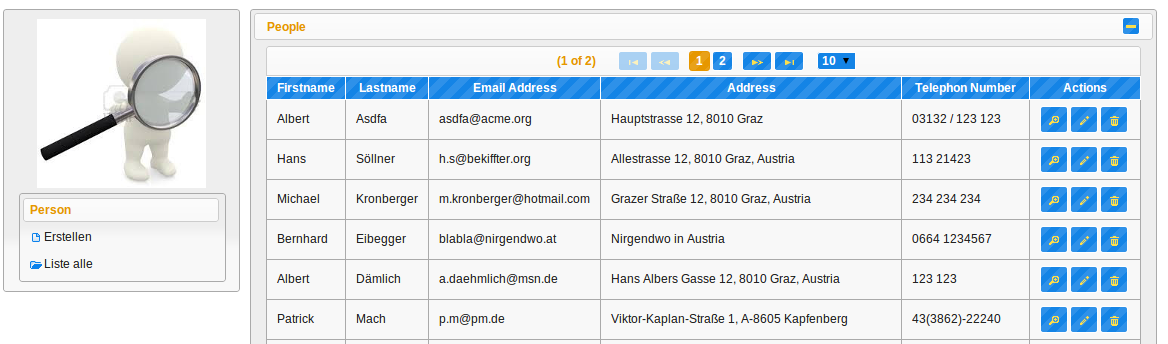 Person
Erstellen
Liste alle
People
(1 of 2) 1 2 10
Firstname Lastname Email Address Address Telephon Number Actions
Albert Asdfa asdfa@acme.org Hauptstrasse 12, 8010 Graz 03132 / 123 123
Hans Söllner h.s@bekiffter.org Allestrasse 12, 8010 Graz, Austria 113 21423
Michael Kronberger m.kronberger@hotmail.com Grazer Straße 12, 8010 Graz, Austria 234 234 234
Bernhard Eibegger blabla@nirgendwo.at Nirgendwo in Austria 0664 1234567
Albert Dämlich a.daehmlich@msn.de Hans Albers Gasse 12, 8010 Graz, Austria 123 123
Patrick Mach p.m@pm.de Viktor-Kaplan-Straße 1, A-8605 Kapfenberg 43(3862)-22240